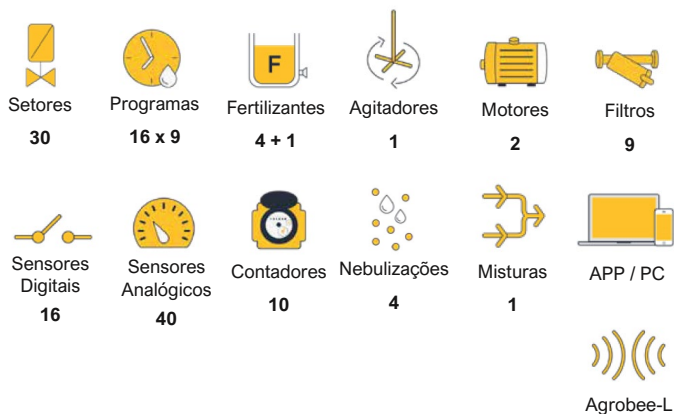 F
Setores
Programas
Fertilizantes
Agitadores
Motores
Filtros
30
16 x 9
4 + 1
1
2
9
Sensores
Digitais
Sensores
Analógicos
Contadores
Nebulizações
Misturas
APP / PC
16
40
10
4
1
Agrobee-L